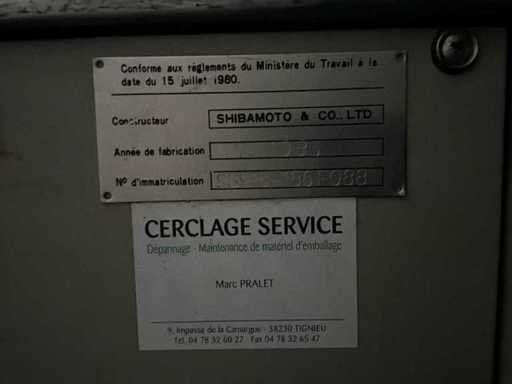 Conforme aux règlements du Ministère du Travail à la
date du 15 juillet 1980.
Constructeur SHIBAMOTO & CO., LTD
Année de fabrication
Nº d'immatriculation
CERCLAGE SERVICE
Dépannage - Maintenance de matériel d'emballage
Marc PRALET
9, Impasse de la Camargue - 38230 TIGNIEU
Tél. 04 78 32 60 27 - Fax 04 78 32 65 47